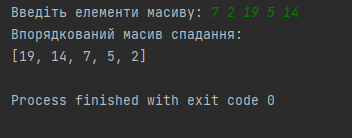 Введіть елементи масиву: 7 2 19 5 14
Впорядкований масив спадання:
[19, 14, 7, 5, 2]
Process finished with exit code 0